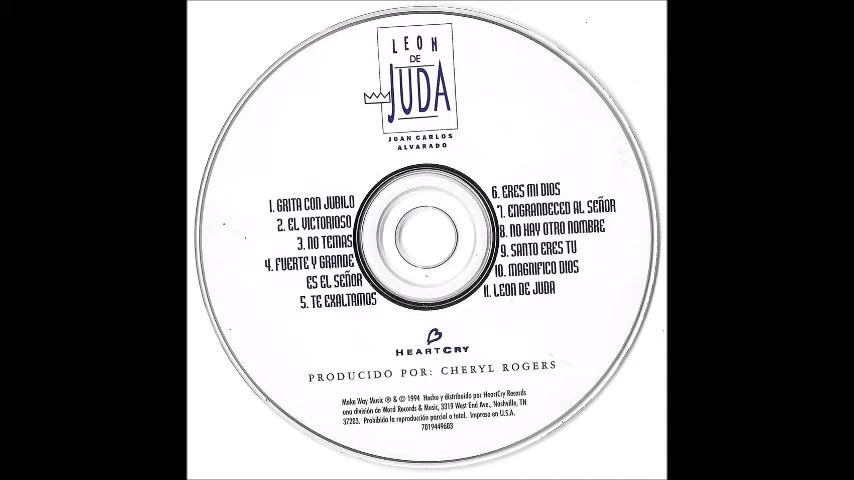 LEON
DE
JUDA
JUAN CARLOS
ALVARADO
1. GRITA CON JUBILO
2. EL VICTORIOSO
3. NO TEMAS
4. FUERTE Y GRANDE
ES EL SEÑOR
5. TE EXALTAMOS
6. ERES MI DIOS
7. ENGRANDECED AL SEÑOR
8. NO HAY OTRO NOMBRE
9. SANTO ERES TU
10. MAGNIFICO DIOS
11. LEON DE JUDA
HEARTCRY
PRODUCIDO POR: CHERYL ROGERS
Make Way Music ® & © 1994 Hecho y distribuido por HeartCry Records
una división de Word Records & Music, 3319 West End Ave., Nashville, TN
37203. Prohibida la reproducción parcial o total. Impreso en U.S.A.
7019449603